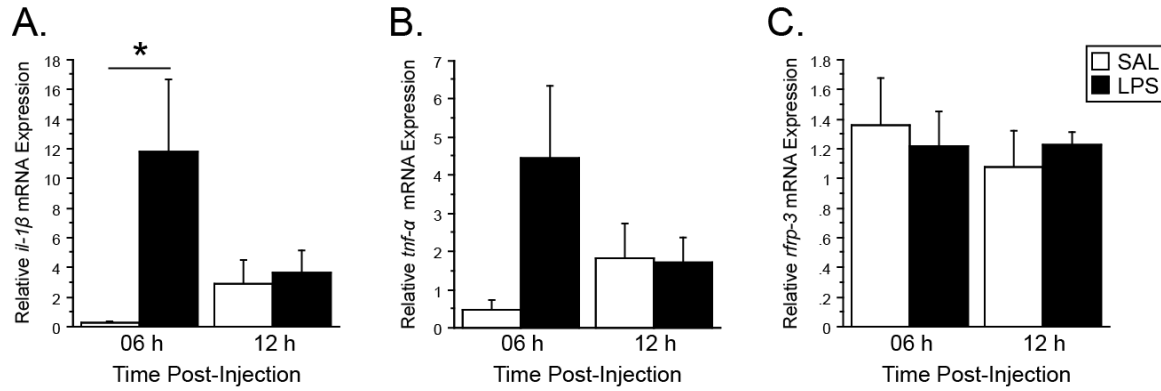 A.
*
Relative il-1β mRNA Expression
18
16
14
12
10
8
6
4
2
0
06 h 12 h
Time Post-Injection
B.
Relative tnf-α mRNA Expression
7
6
5
4
3
2
1
0
06 h 12 h
Time Post-Injection
C.
Relative rfrp-3 mRNA Expression
1.8
1.6
1.4
1.2
1
.8
.6
.4
.2
0
06 h 12 h
Time Post-Injection
SAL
LPS